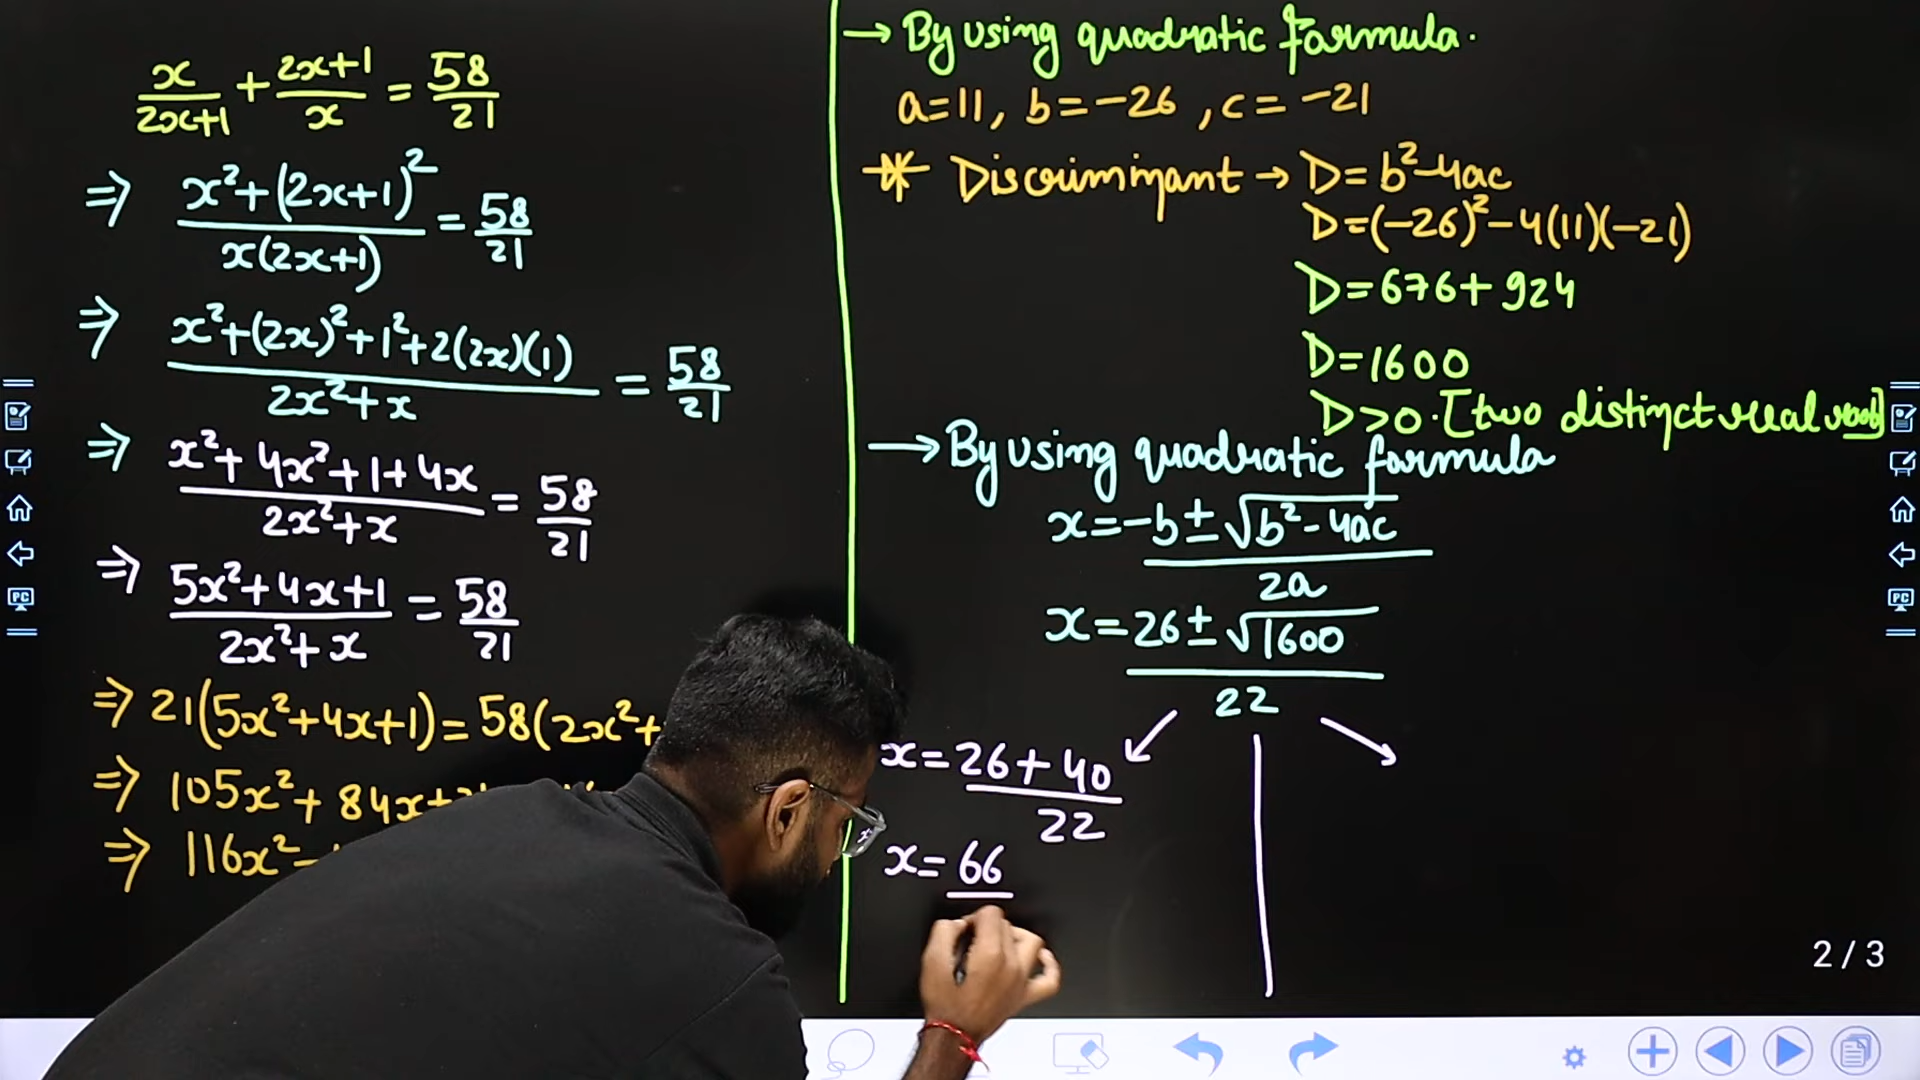 x/(2x+1) + (2x+1)/x = 58/21
⇒ (x²+(2x+1)²)/(x(2x+1)) = 58/21
⇒ (x²+(2x)²+1²+2(2x)(1))/(2x²+x) = 58/21
⇒ (x²+4x²+1+4x)/(2x²+x) = 58/21
⇒ (5x²+4x+1)/(2x²+x) = 58/21
⇒ 21(5x²+4x+1)=58(2x²+
⇒ 105x²+84x+
⇒ 116x²-
→ By using quadratic formula.
a=11, b=-26, c=-21
* Discriminant → D=b²-4ac
D=(-26)²-4(11)(-21)
D=676+924
D=1600
D>0.[two distinct real roots]
→ By using quadratic formula
x=(-b±√(b²-4ac))/2a
x=(26±√1600)/22
x=(26+40)/22
x=66
2/3
PC
PC